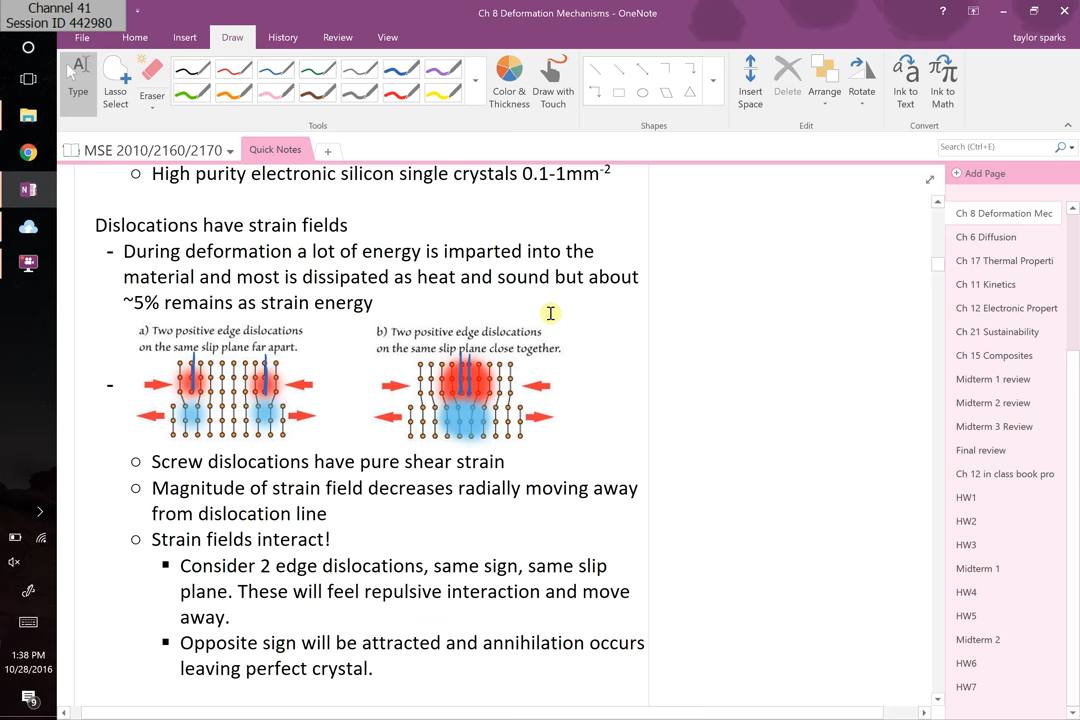 Channel 41
Session ID 442980
Ch 8 Deformation Mechanisms - OneNote
?
File
Home
Insert
Draw
History
Review
View
taylor sparks
Type
Lasso
Select
Eraser
Color &
Thickness
Draw with
Touch
Insert
Space
Delete
Arrange
Rotate
Ink to
Text
Ink to
Math
Tools
Shapes
Edit
Convert
MSE 2010/2160/2170
Quick Notes
+
Search (Ctrl+E)
Add Page
○ High purity electronic silicon single crystals 0.1-1mm⁻²
Dislocations have strain fields
- During deformation a lot of energy is imparted into the
material and most is dissipated as heat and sound but about
~5% remains as strain energy
a) Two positive edge dislocations
on the same slip plane far apart.
b) Two positive edge dislocations
on the same slip plane close together.
-
○ Screw dislocations have pure shear strain
○ Magnitude of strain field decreases radially moving away
from dislocation line
○ Strain fields interact!
▪ Consider 2 edge dislocations, same sign, same slip
plane. These will feel repulsive interaction and move
away.
▪ Opposite sign will be attracted and annihilation occurs
leaving perfect crystal.
Ch 8 Deformation Mec
Ch 6 Diffusion
Ch 17 Thermal Properti
Ch 11 Kinetics
Ch 12 Electronic Propert
Ch 21 Sustainability
Ch 15 Composites
Midterm 1 review
Midterm 2 review
Midterm 3 Review
Final review
Ch 12 in class book pro
HW1
HW2
HW3
Midterm 1
HW4
HW5
Midterm 2
HW6
HW7
1:38 PM
10/28/2016
9